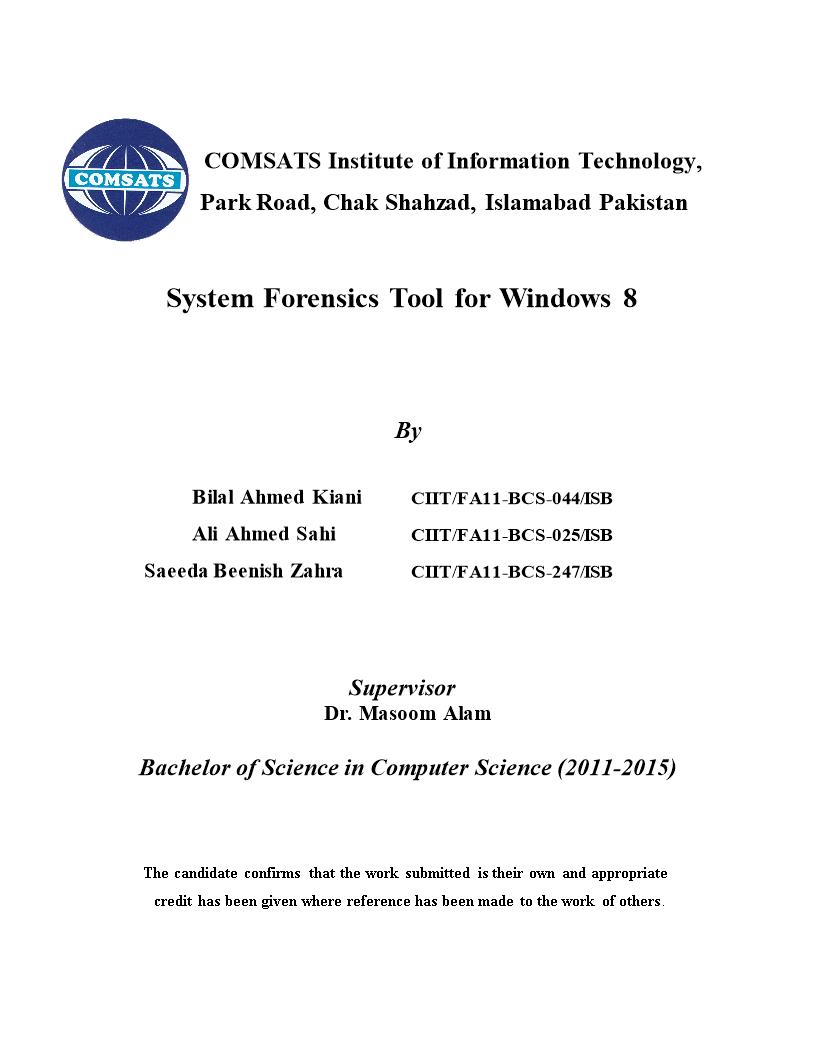 COMSATS
COMSATS Institute of Information Technology,
Park Road, Chak Shahzad, Islamabad Pakistan
System Forensics Tool for Windows 8
By
Bilal Ahmed Kiani CIIT/FA11-BCS-044/ISB
Ali Ahmed Sahi CIIT/FA11-BCS-025/ISB
Saeeda Beenish Zahra CIIT/FA11-BCS-247/ISB
Supervisor
Dr. Masoom Alam
Bachelor of Science in Computer Science (2011-2015)
The candidate confirms that the work submitted is their own and appropriate
credit has been given where reference has been made to the work of others.